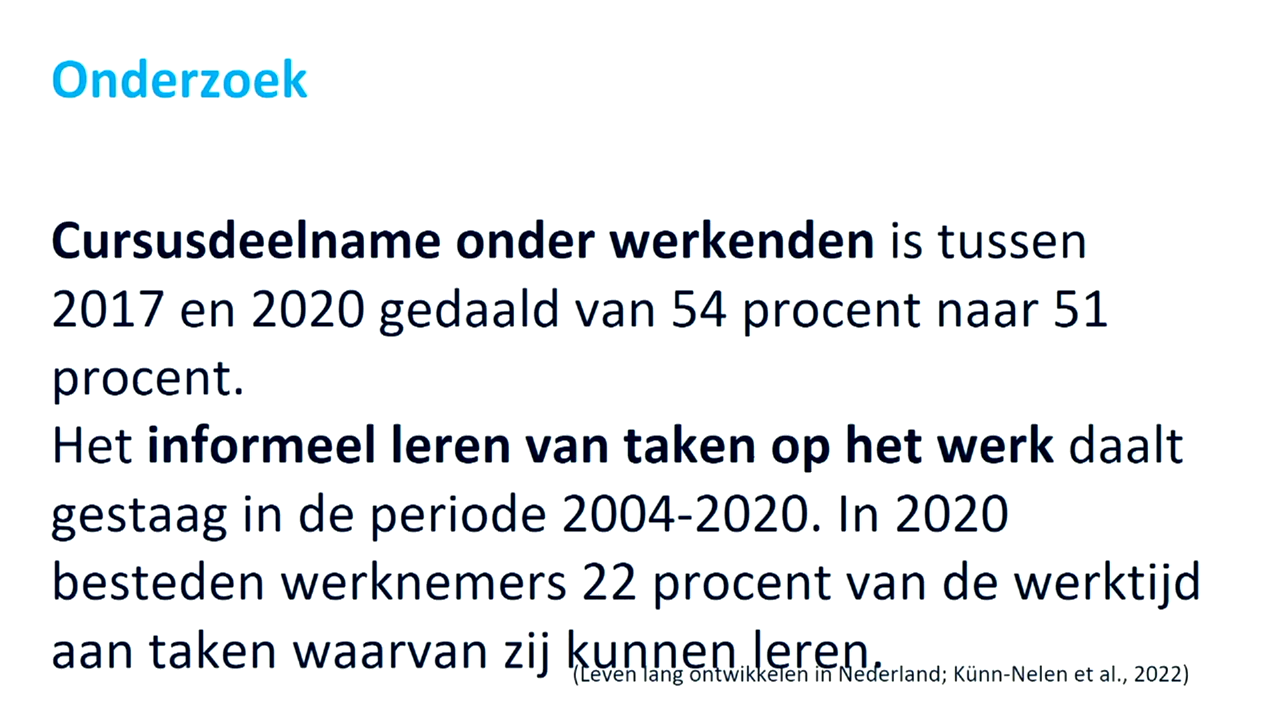 Onderzoek
Cursusdeelname onder werkenden is tussen
2017 en 2020 gedaald van 54 procent naar 51
procent.
Het informeel leren van taken op het werk daalt
gestaag in de periode 2004-2020. In 2020
besteden werknemers 22 procent van de werktijd
aan taken waarvan zij kunnen leren.
(Leven lang ontwikkelen in Nederland; Künn-Nelen et al., 2022)